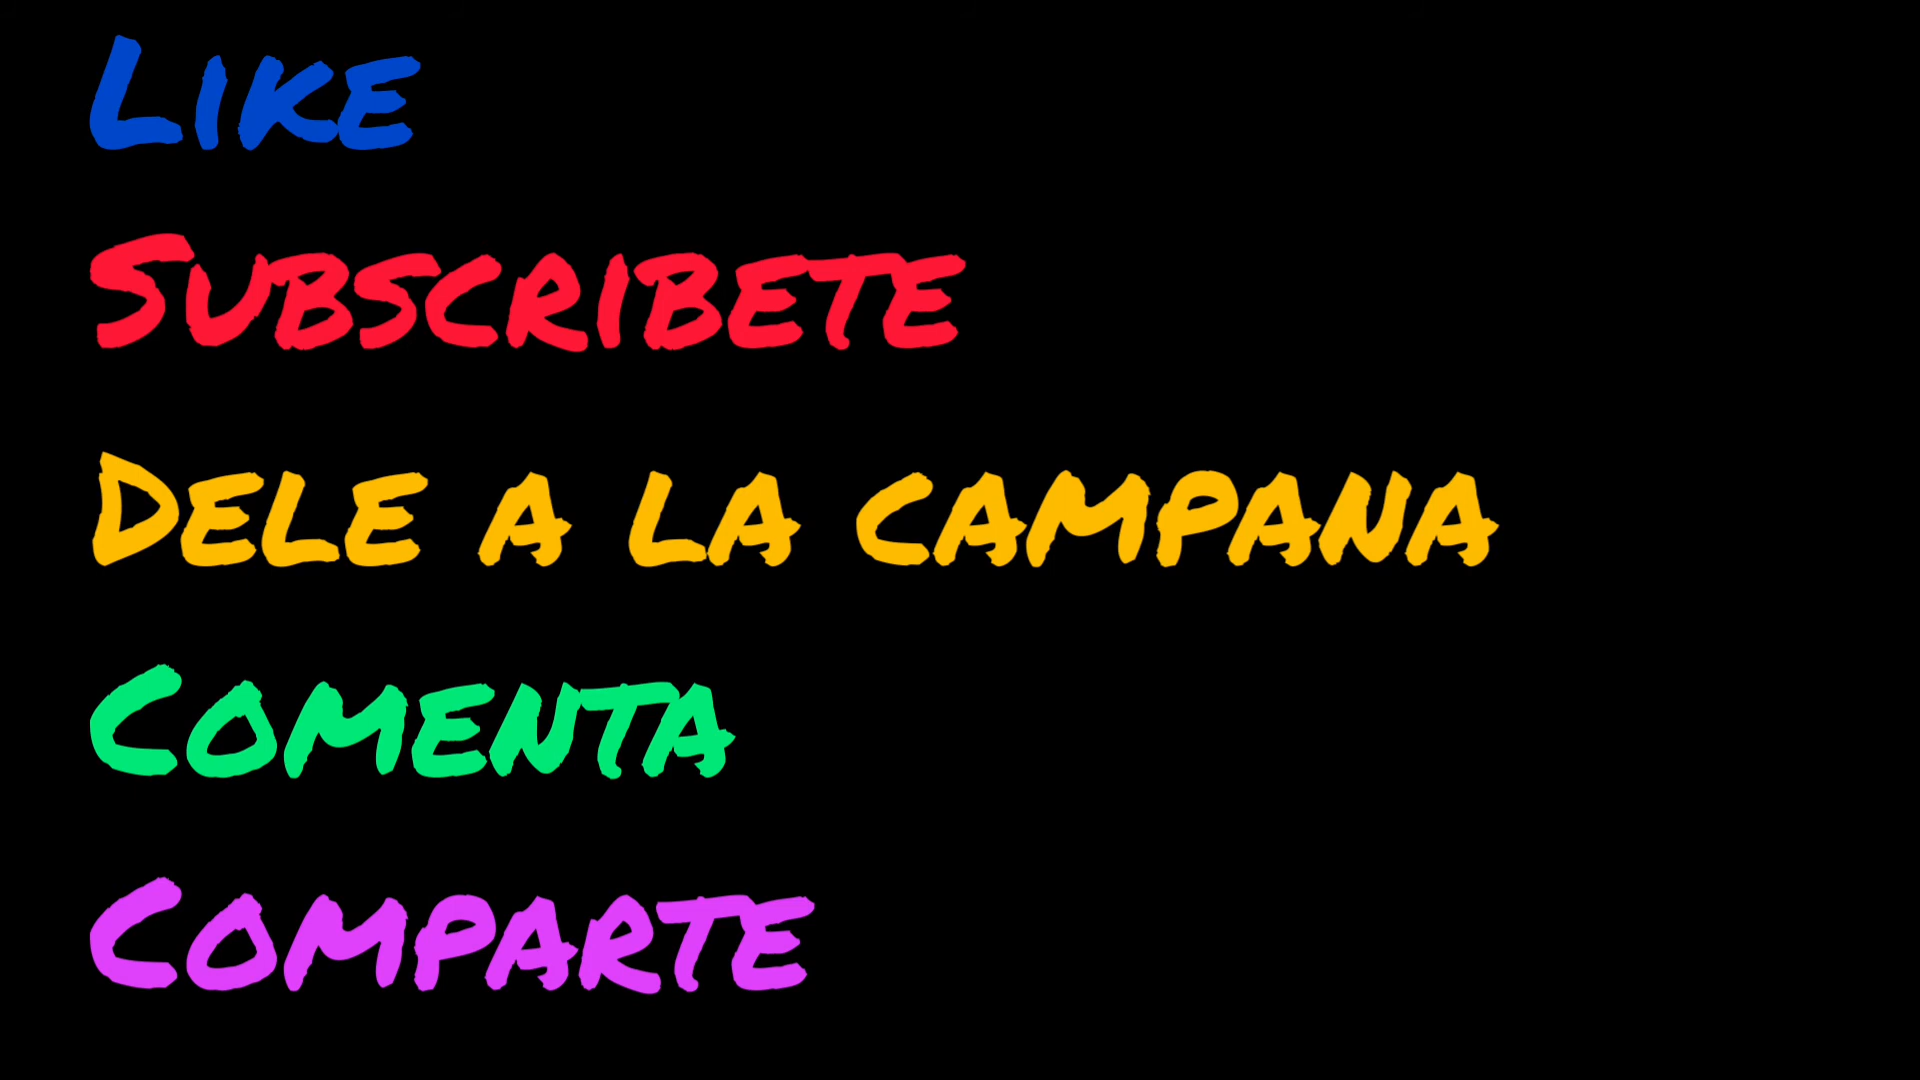 Like
Subscribete
Dele a la campana
Comenta
Comparte